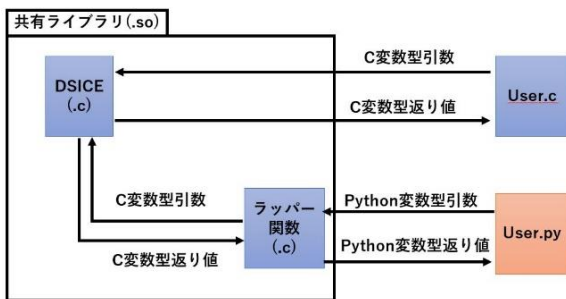 共有ライブラリ(.so)
DSICE
(.c)
C変数型引数
User.c
C変数型返り値
C変数型引数
ラッパー
関数
(.c)
Python変数型引数
User.py
Python変数型返り値
C変数型返り値